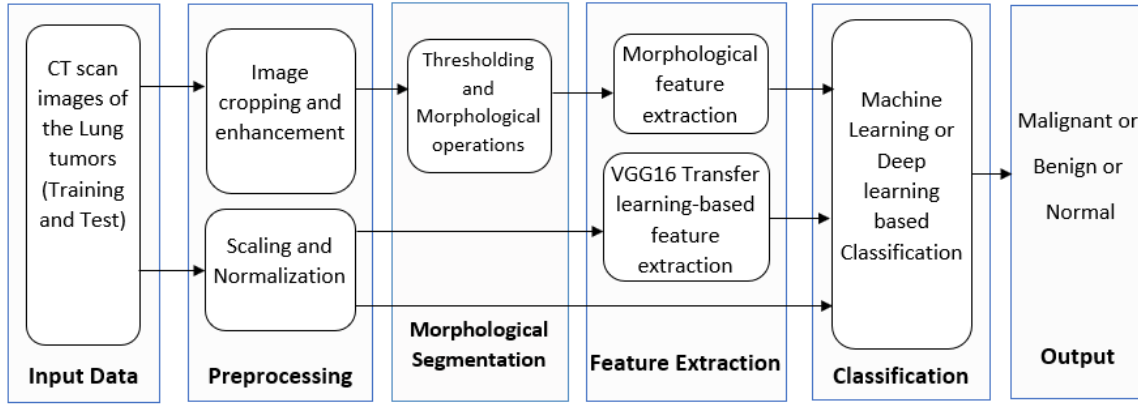 CT scan
images of
the Lung
tumors
(Training
and Test)
Input Data
Image
cropping and
enhancement
Scaling and
Normalization
Preprocessing
Thresholding
and
Morphological
operations
Morphological
Segmentation
Morphological
feature
extraction
VGG16 Transfer
learning-based
feature
extraction
Feature Extraction
Machine
Learning or
Deep
learning
based
Classification
Classification
Malignant or
Benign or
Normal
Output